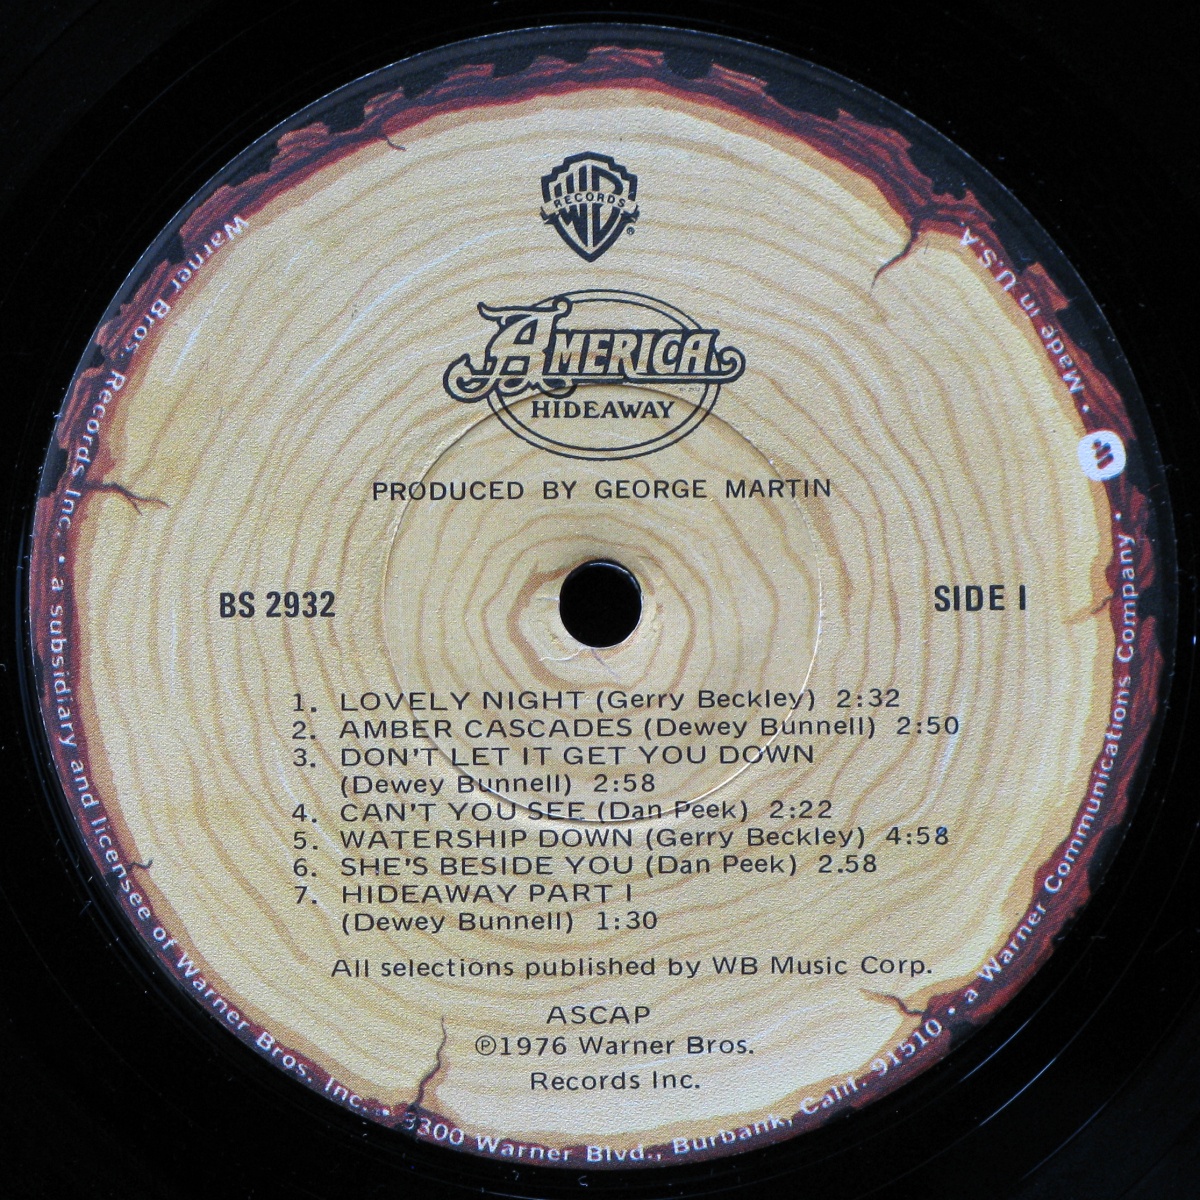 W B
RECORDS
®
AMERICA
HIDEAWAY
PRODUCED BY GEORGE MARTIN
BS 2932
SIDE I
1. LOVELY NIGHT (Gerry Beckley) 2:32
2. AMBER CASCADES (Dewey Bunnell) 2:50
3. DON'T LET IT GET YOU DOWN
(Dewey Bunnell) 2:58
4. CAN'T YOU SEE (Dan Peek) 2:22
5. WATERSHIP DOWN (Gerry Beckley) 4:58
6. SHE'S BESIDE YOU (Dan Peek) 2.58
7. HIDEAWAY PART I
(Dewey Bunnell) 1:30
All selections published by WB Music Corp.
ASCAP
℗1976 Warner Bros.
Records Inc.
Warner Bros. Records Inc. • a subsidiary and licensee of Warner Bros. Inc. • 3300 Warner Blvd., Burbank, Calif. 91510 • a Warner Communications Company • • Made in U.S.A.